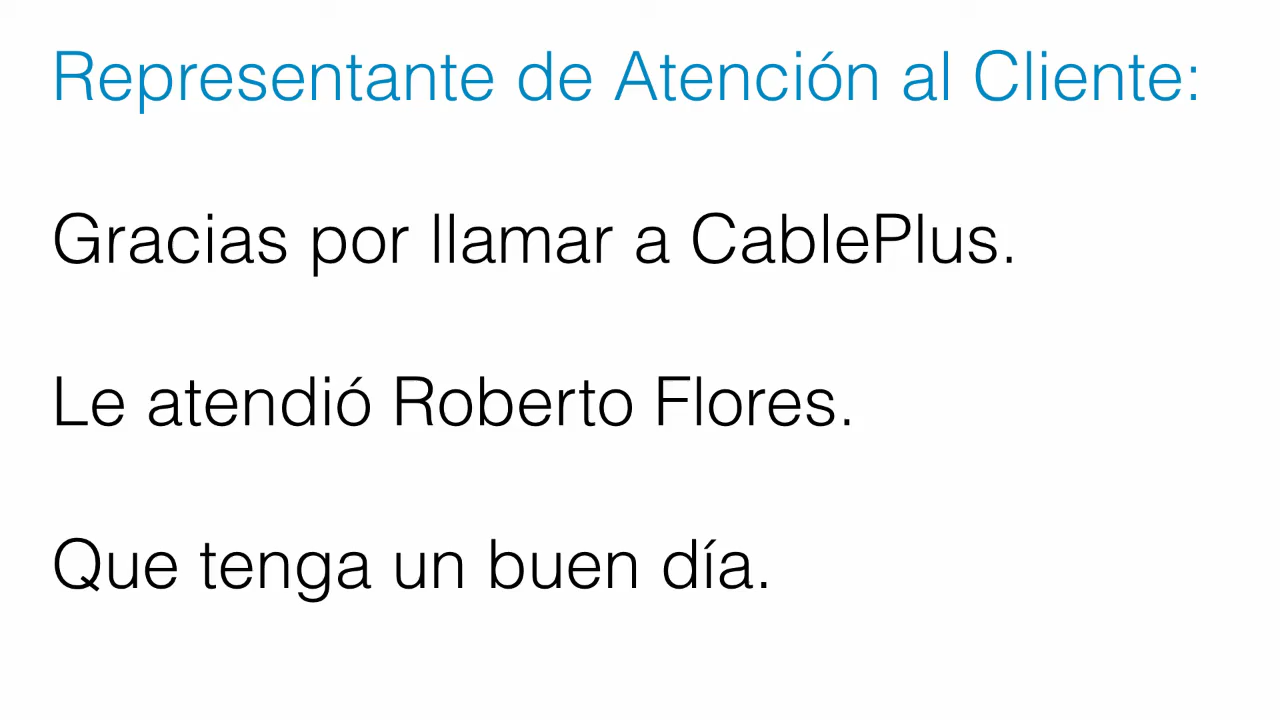 Representante de Atención al Cliente:
Gracias por llamar a CablePlus.
Le atendió Roberto Flores.
Que tenga un buen día.